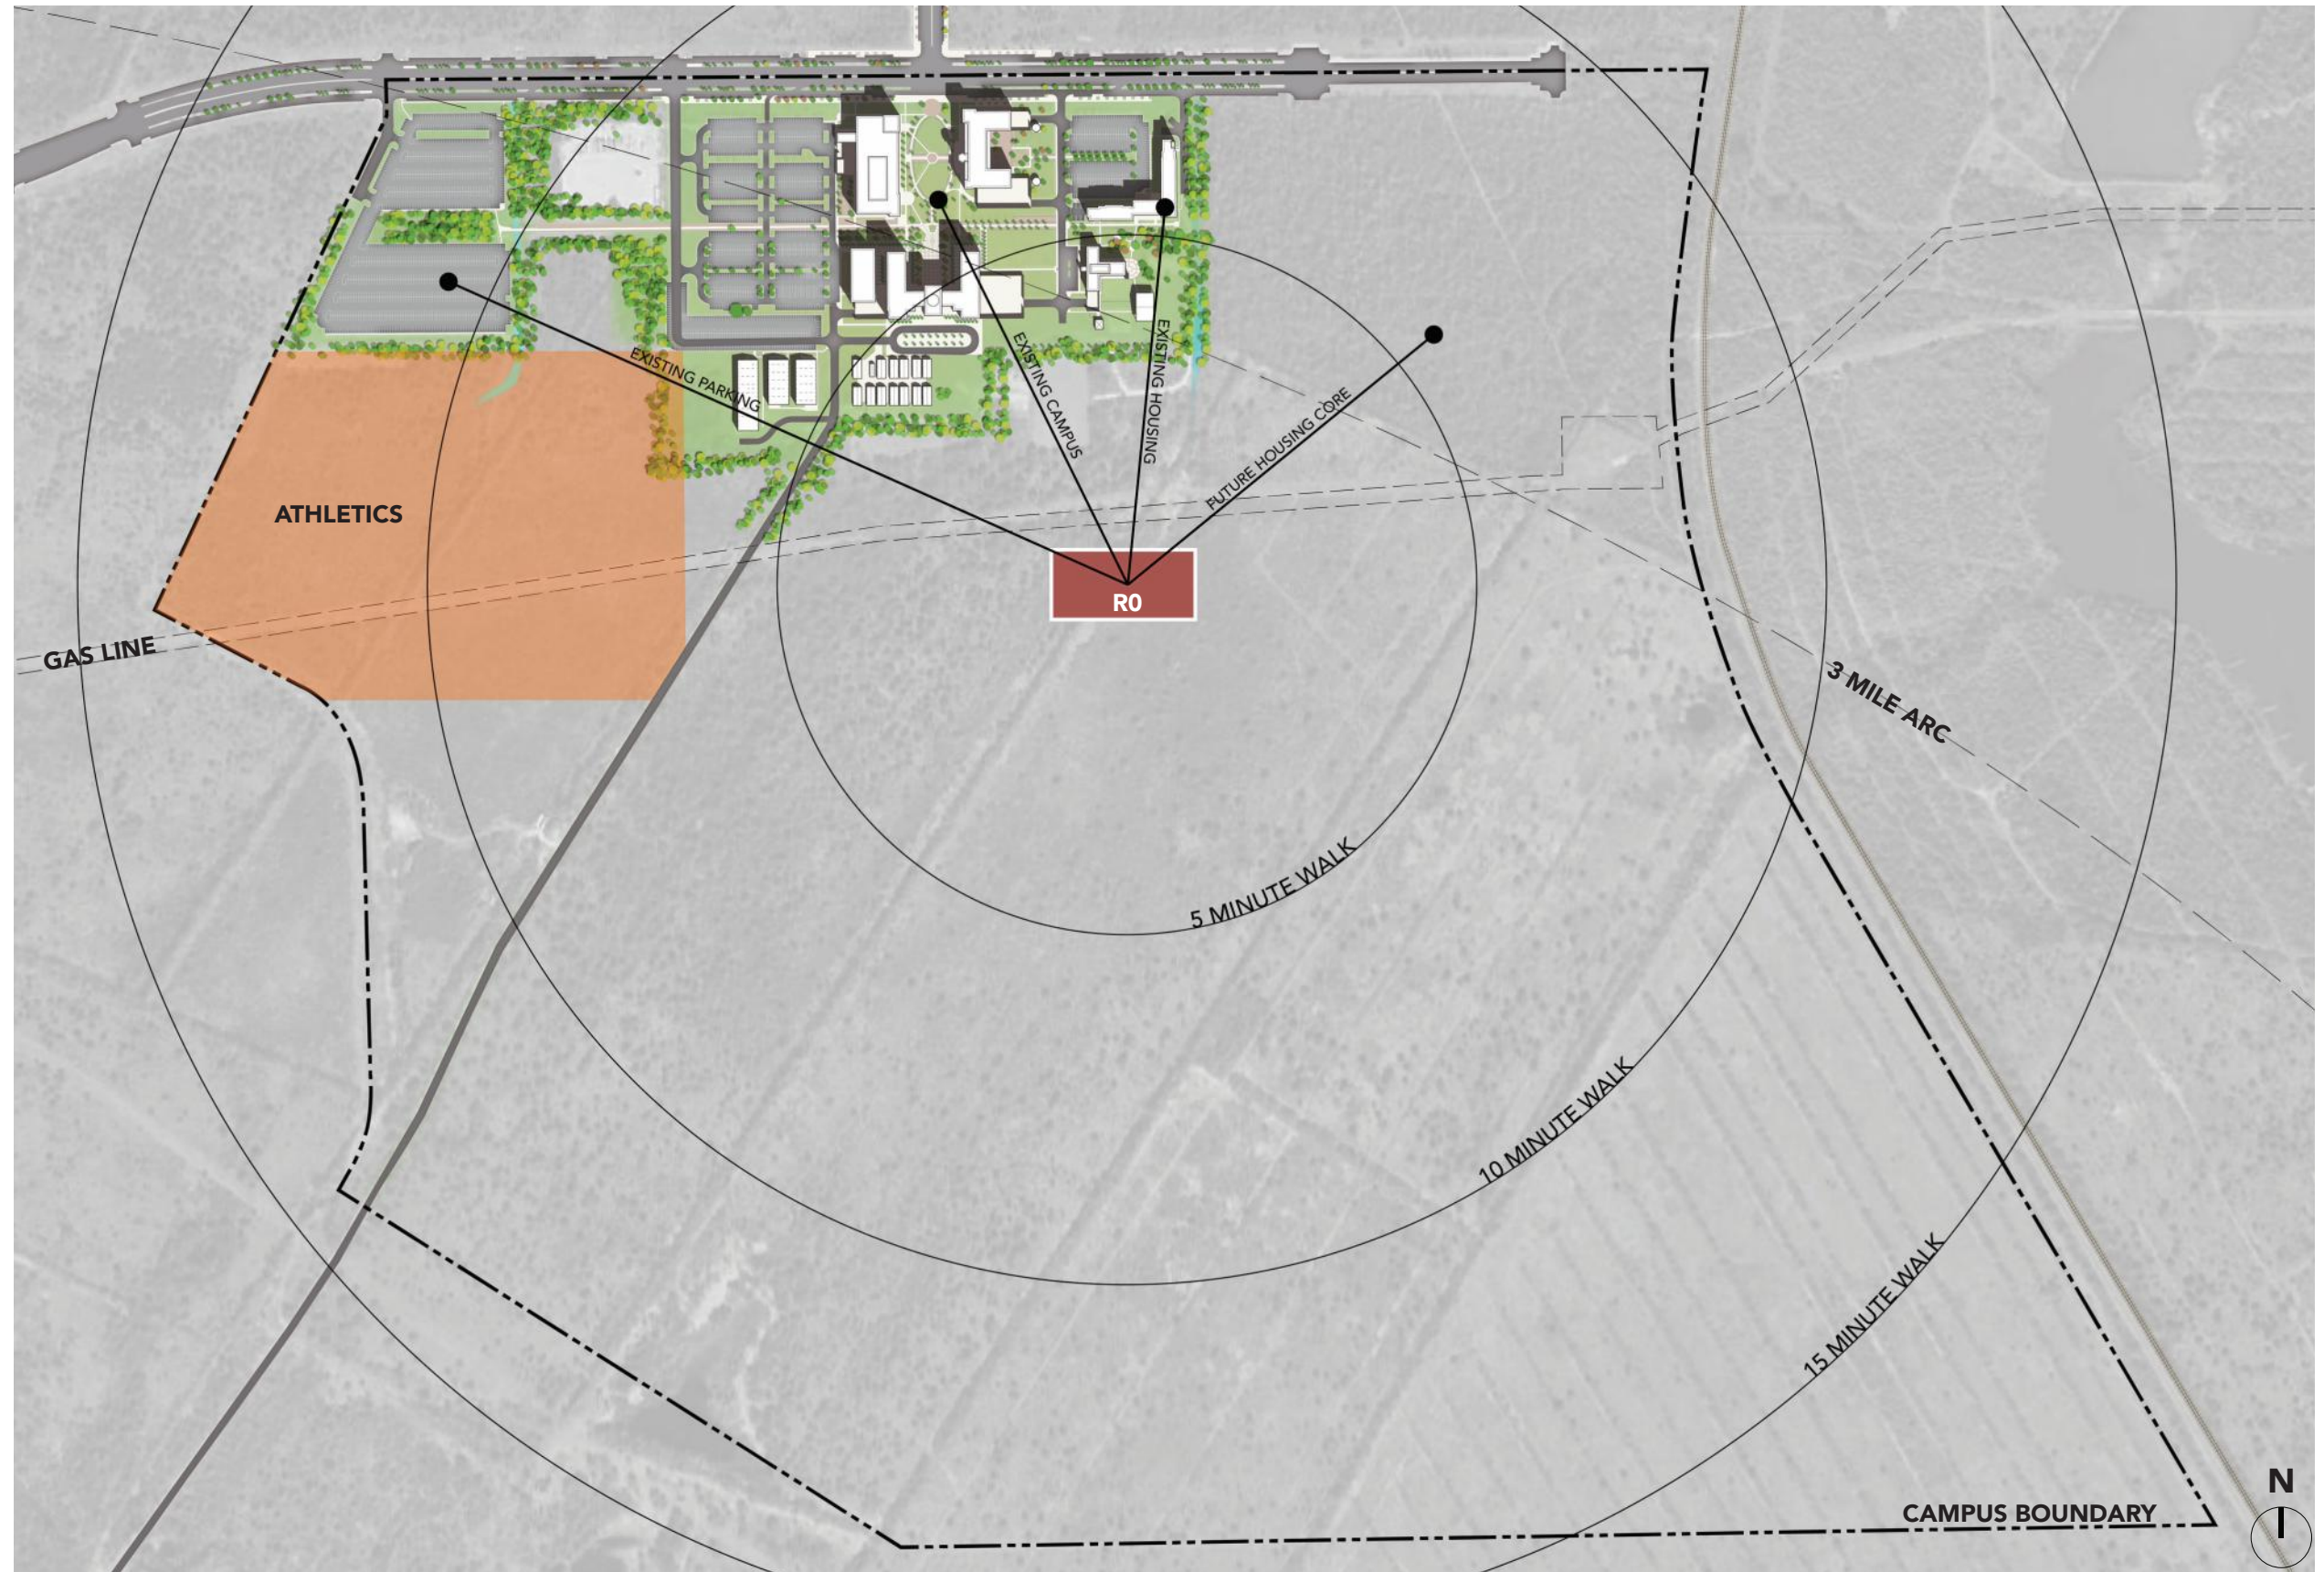 EXISTING PARKING
EXISTING CAMPUS
EXISTING HOUSING
FUTURE HOUSING CORE
ATHLETICS
R0
GAS LINE
3 MILE ARC
5 MINUTE WALK
10 MINUTE WALK
15 MINUTE WALK
N
CAMPUS BOUNDARY